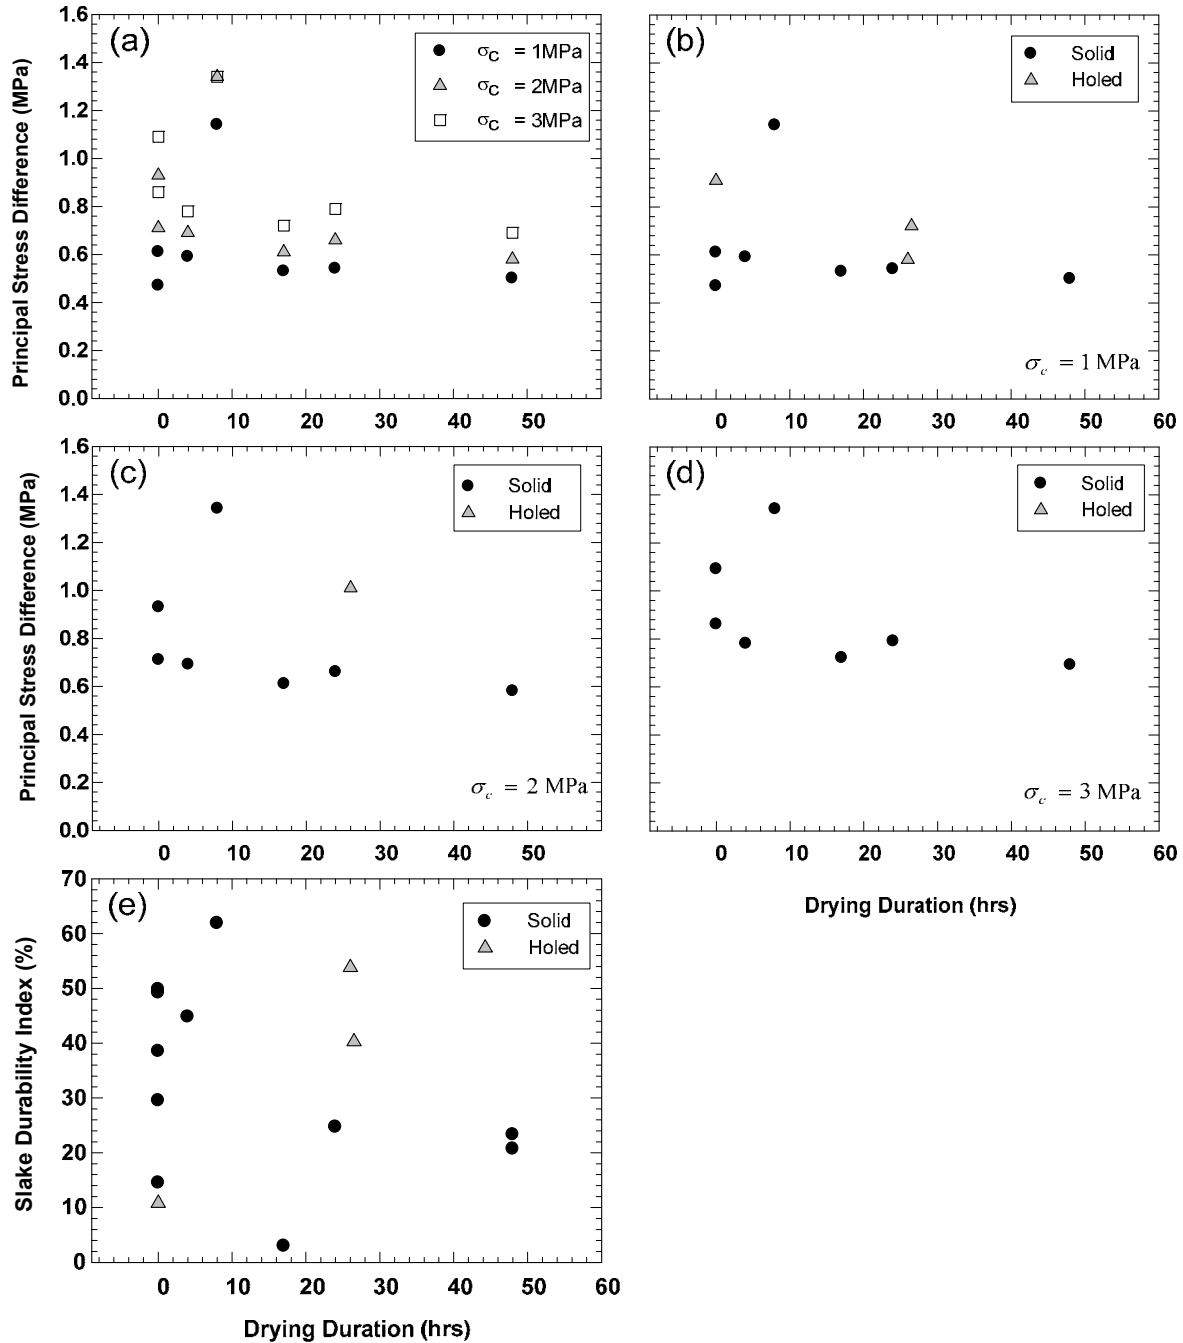 (a)
Principal Stress Difference (MPa)
1.6
1.4
1.2
1.0
0.8
0.6
0.4
0.2
0.0
σC = 1MPa
σC = 2MPa
σC = 3MPa
0 10 20 30 40 50
(b)
Solid
Holed
σc = 1 MPa
0 10 20 30 40 50 60
(c)
Principal Stress Difference (MPa)
1.6
1.4
1.2
1.0
0.8
0.6
0.4
0.2
0.0
Solid
Holed
σc = 2 MPa
0 10 20 30 40 50
(d)
Solid
Holed
σc = 3 MPa
0 10 20 30 40 50 60
Drying Duration (hrs)
(e)
Slake Durability Index (%)
70
60
50
40
30
20
10
0
Solid
Holed
0 10 20 30 40 50 60
Drying Duration (hrs)